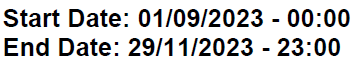 Start Date: 01/09/2023 - 00:00
End Date: 29/11/2023 - 23:00